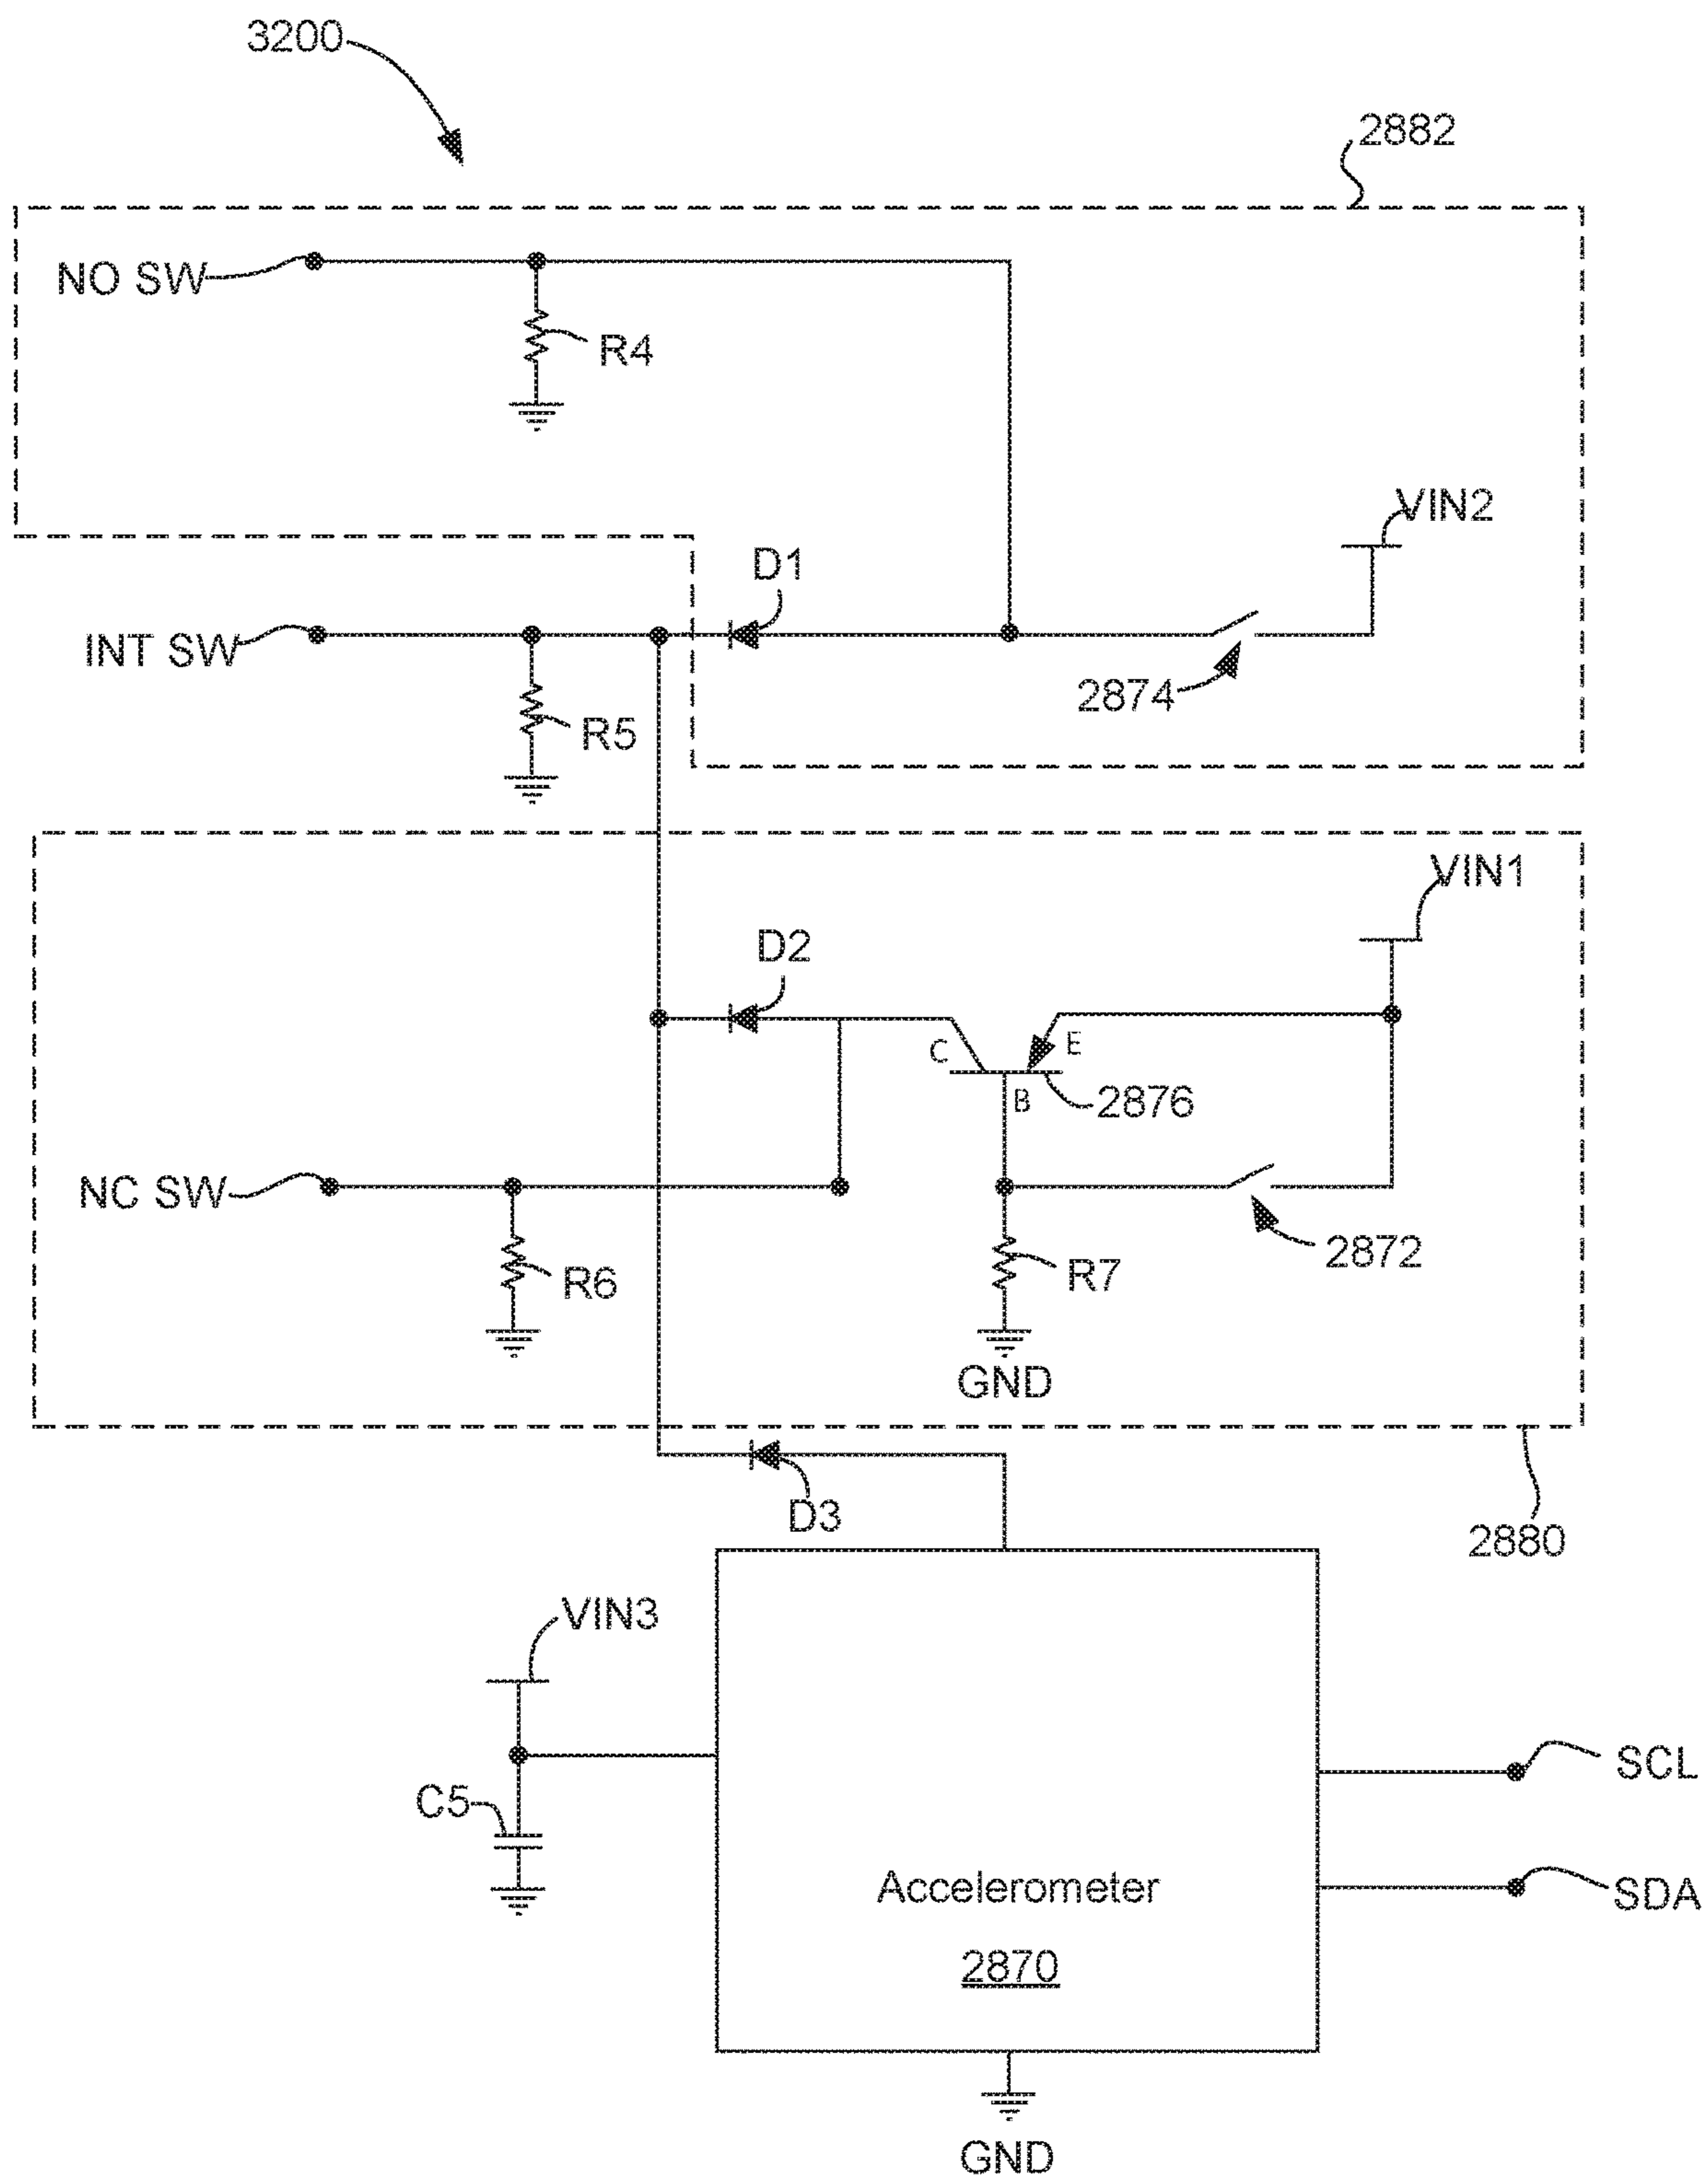 3200
2882
NO SW
R4
VIN2
D1
INT SW
2874
R5
VIN1
D2
C
E
B
2876
NC SW
2872
R6
R7
GND
D3
2880
VIN3
SCL
C5
Accelerometer
SDA
2870
GND